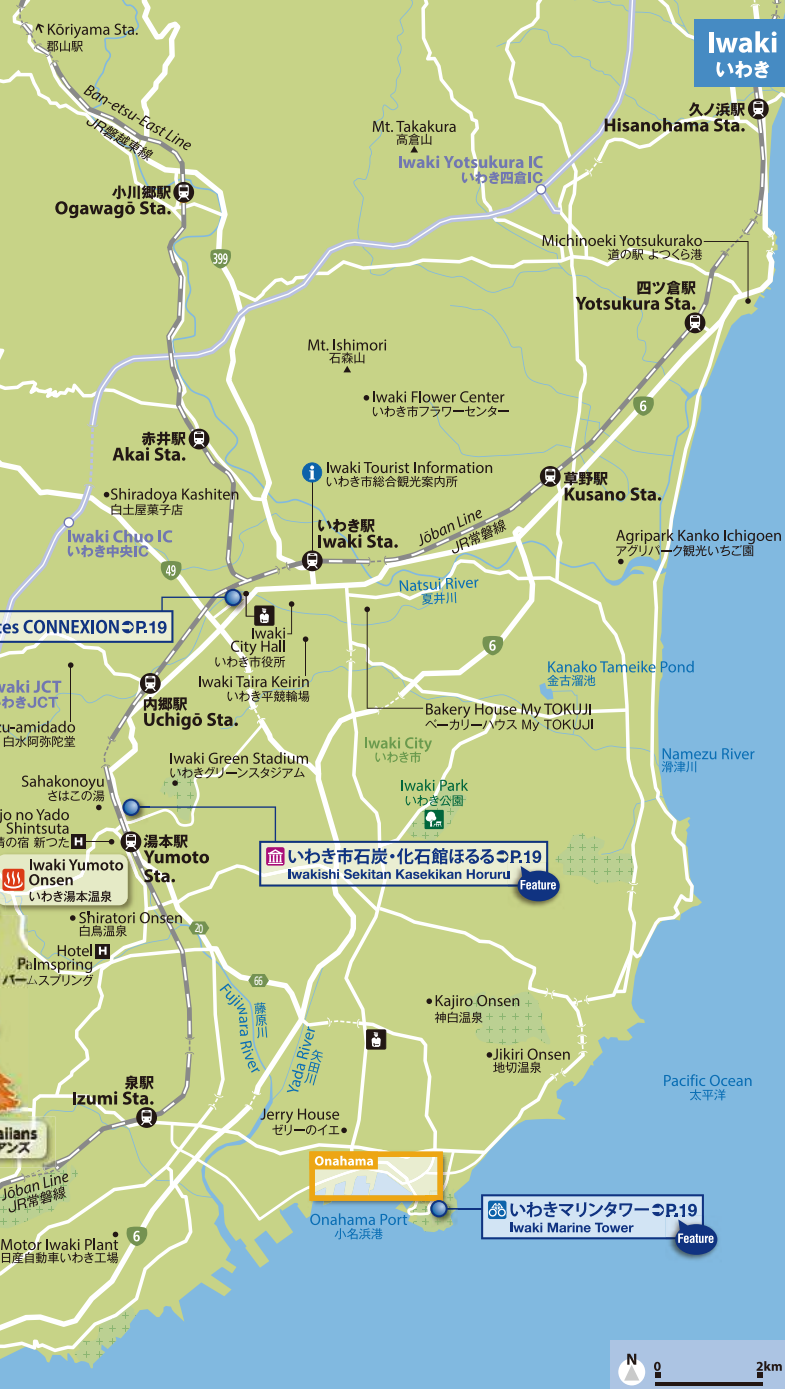 Kōriyama Sta.
郡山駅
Iwaki
いわき
Ban-etsu-East Line
JR磐越東線
久ノ浜駅
Hisanohama Sta.
Mt. Takakura
高倉山
Iwaki Yotsukura IC
いわき四倉IC
小川郷駅
Ogawagō Sta.
399
Michinoeki Yotsukurako
道の駅 よつくら港
四ツ倉駅
Yotsukura Sta.
Mt. Ishimori
石森山
Iwaki Flower Center
いわき市フラワーセンター
6
赤井駅
Akai Sta.
Iwaki Tourist Information
いわき市総合観光案内所
草野駅
Kusano Sta.
Shiradoya Kashiten
白土屋菓子店
いわき駅
Iwaki Sta.
Jōban Line
JR常磐線
Iwaki Chuo IC
いわき中央IC
Agripark Kanko Ichigoen
アグリパーク観光いちご園
49
Natsui River
夏井川
CONNEXION➲P.19
Iwaki
City Hall
いわき市役所
6
Iwaki Taira Keirin
いわき平競輪場
Kanako Tameike Pond
金古溜池
JCT
JCT
内郷駅
Uchigō Sta.
Bakery House My TOKUJI
ベーカリーハウス My TOKUJI
zu-amidado
白水阿弥陀堂
Iwaki City
いわき市
Namezu River
滑津川
Iwaki Green Stadium
いわきグリーンスタジアム
Sahakonoyu
さはこの湯
Iwaki Park
いわき公園
jo no Yado
Shintsuta
の宿 新つた H
湯本駅
Yumoto
Sta.
いわき市石炭・化石館ほるる➲P.19
Iwakishi Sekitan Kasekikan Horuru
Feature
Iwaki Yumoto
Onsen
いわき湯本温泉
Shiratori Onsen
白鳥温泉
20
Hotel H
Palmspring
パームスプリング
66
Fujiwara River
藤原川
Kajiro Onsen
神白温泉
Yada River
矢田川
Jikiri Onsen
地切温泉
Pacific Ocean
太平洋
泉駅
Izumi Sta.
Jerry House
ゼリーのイエ
aiians
アンズ
Onahama
Jōban Line
JR常磐線
いわきマリンタワー➲P.19
Iwaki Marine Tower
Feature
Onahama Port
小名浜港
Motor Iwaki Plant
日産自動車いわき工場
6
N
0
2km